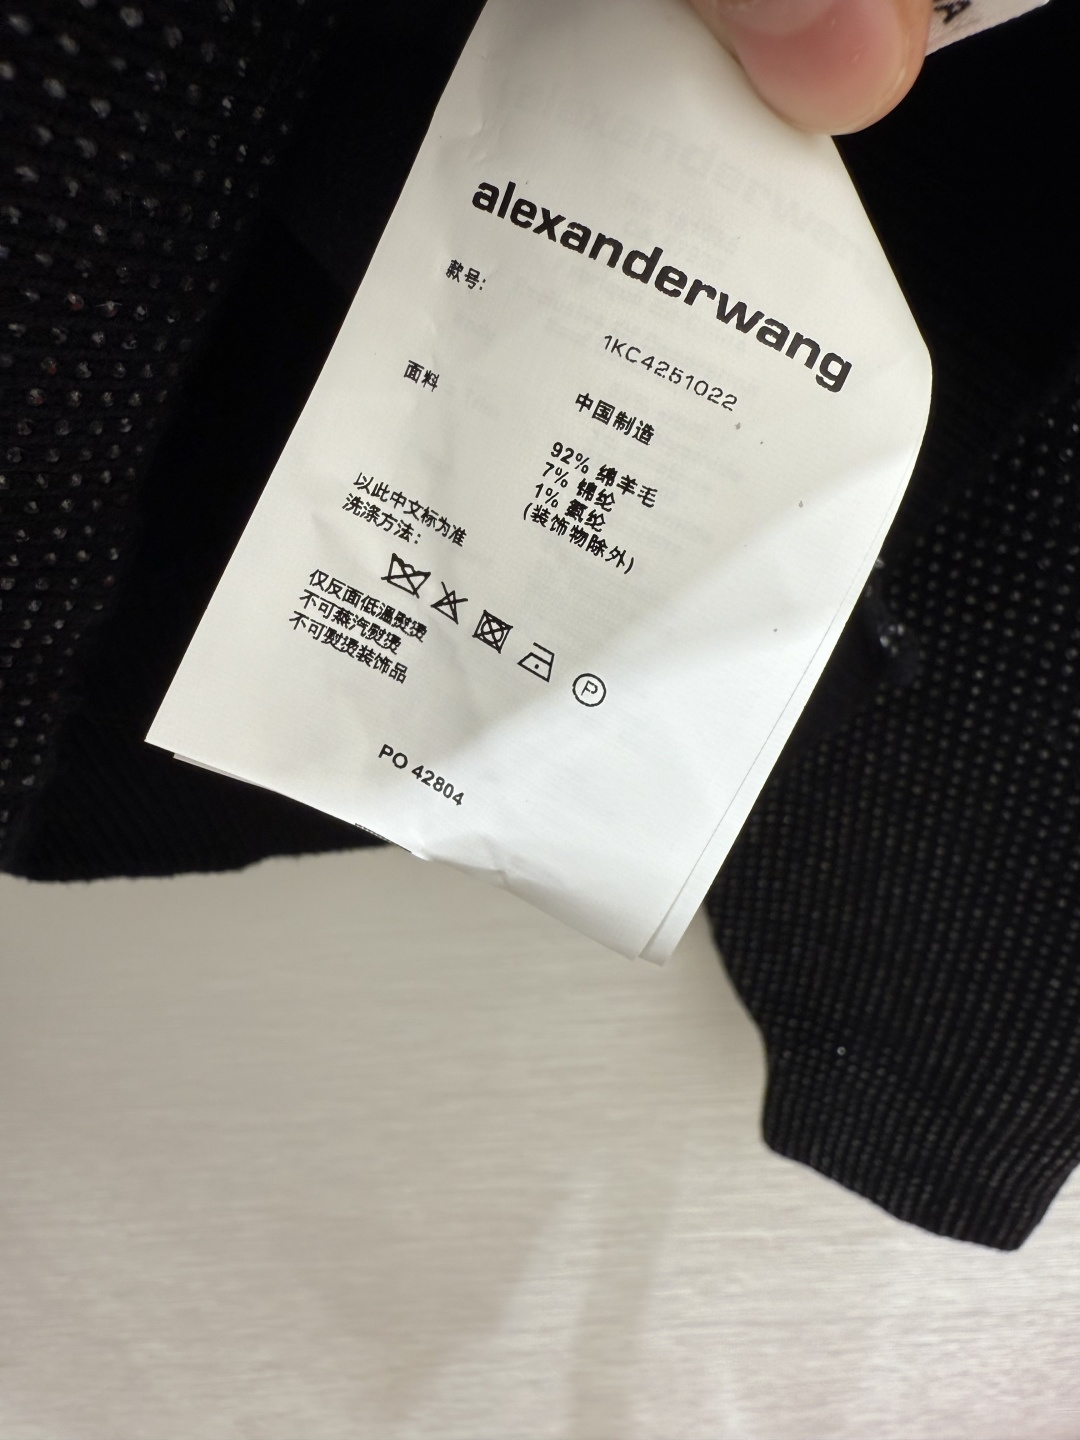 alexanderwang
款号:
1KC4251022
面料
中国制造
92% 绵羊毛
7% 锦纶
1% 氨纶
(装饰物除外)
以此中文标为准
洗涤方法:
P
仅反面低温熨烫
不可蒸汽熨烫
不可熨烫装饰品
PO 42804